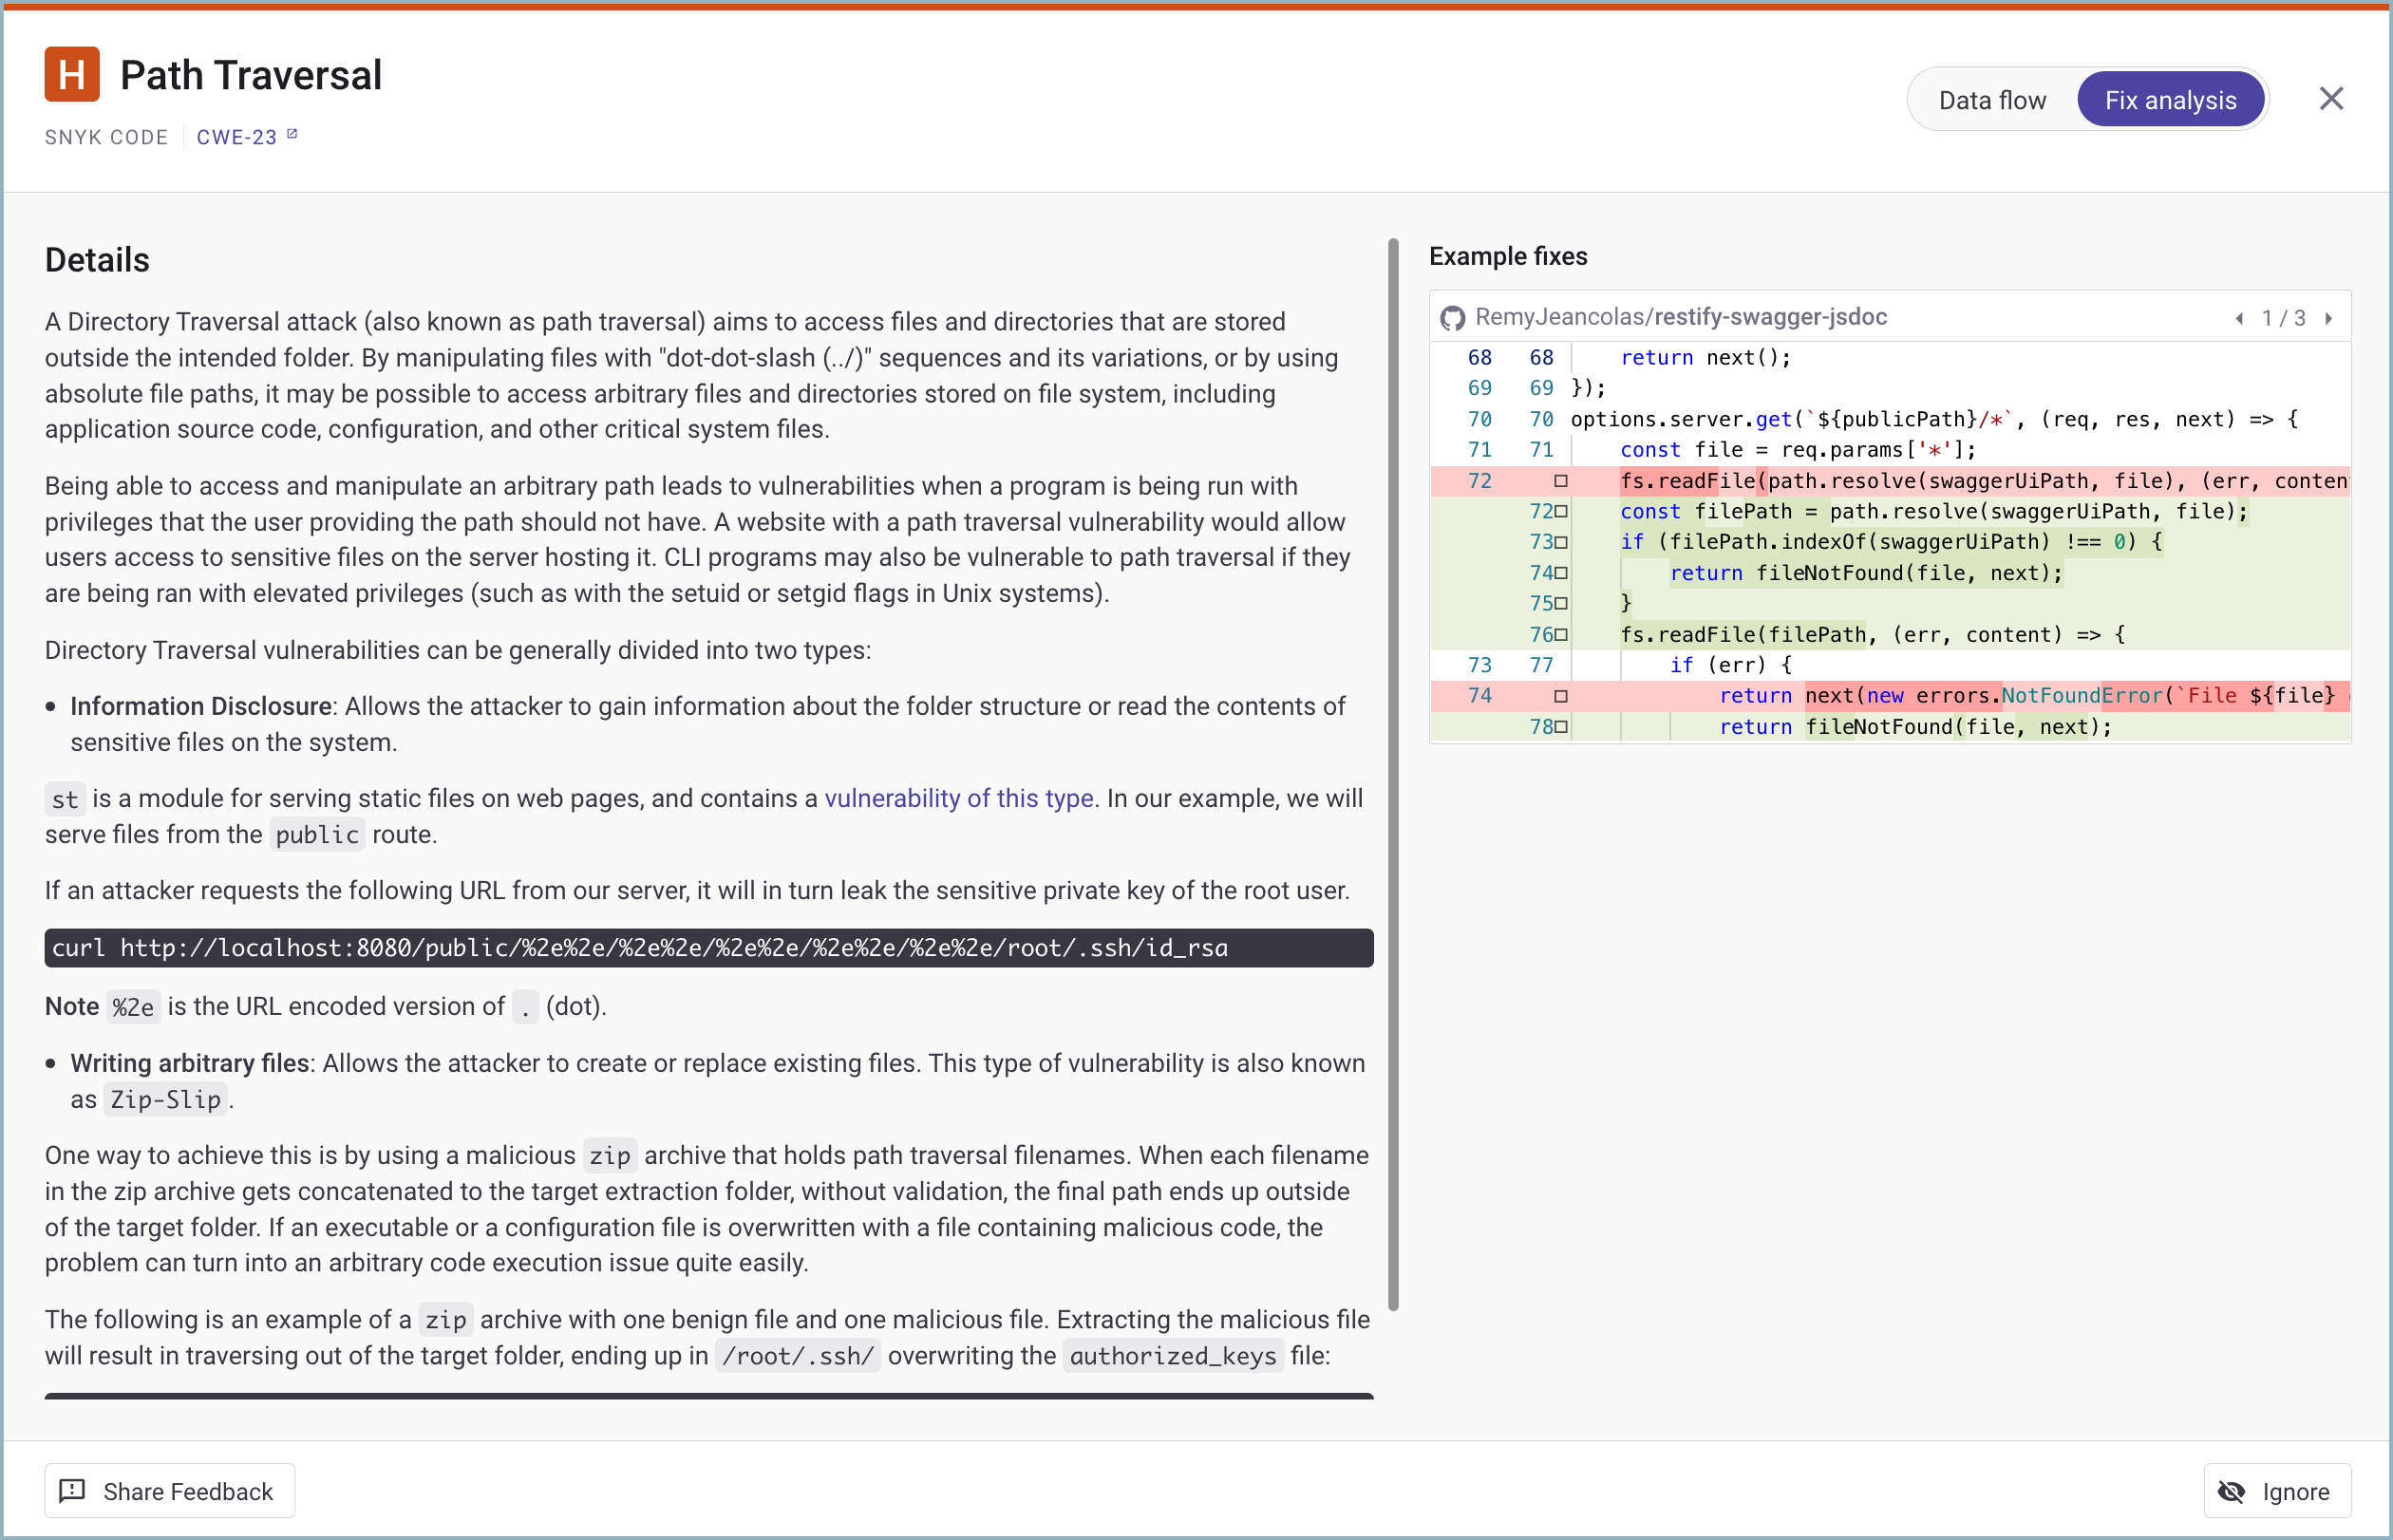 H Path Traversal
SNYK CODE CWE-23
Data flow Fix analysis
Details
A Directory Traversal attack (also known as path traversal) aims to access files and directories that are stored
outside the intended folder. By manipulating files with "dot-dot-slash (../)" sequences and its variations, or by using
absolute file paths, it may be possible to access arbitrary files and directories stored on file system, including
application source code, configuration, and other critical system files.
Being able to access and manipulate an arbitrary path leads to vulnerabilities when a program is being run with
privileges that the user providing the path should not have. A website with a path traversal vulnerability would allow
users access to sensitive files on the server hosting it. CLI programs may also be vulnerable to path traversal if they
are being ran with elevated privileges (such as with the setuid or setgid flags in Unix systems).
Directory Traversal vulnerabilities can be generally divided into two types:
• Information Disclosure: Allows the attacker to gain information about the folder structure or read the contents of
sensitive files on the system.
st is a module for serving static files on web pages, and contains a vulnerability of this type. In our example, we will
serve files from the public route.
If an attacker requests the following URL from our server, it will in turn leak the sensitive private key of the root user.
curl http://localhost:8080/public/%2e%2e/%2e%2e/%2e%2e/%2e%2e/%2e%2e/root/.ssh/id_rsa
Note %2e is the URL encoded version of . (dot).
• Writing arbitrary files: Allows the attacker to create or replace existing files. This type of vulnerability is also known
as Zip-Slip.
One way to achieve this is by using a malicious zip archive that holds path traversal filenames. When each filename
in the zip archive gets concatenated to the target extraction folder, without validation, the final path ends up outside
of the target folder. If an executable or a configuration file is overwritten with a file containing malicious code, the
problem can turn into an arbitrary code execution issue quite easily.
The following is an example of a zip archive with one benign file and one malicious file. Extracting the malicious file
will result in traversing out of the target folder, ending up in /root/.ssh/ overwriting the authorized_keys file:
Example fixes
RemyJeancolas/restify-swagger-jsdoc 1 / 3
68 68 return next();
69 69 });
70 70 options.server.get(`${publicPath}/*`, (req, res, next) => {
71 71 const file = req.params['*'];
72 fs.readFile(path.resolve(swaggerUiPath, file), (err, conten
72 const filePath = path.resolve(swaggerUiPath, file);
73 if (filePath.indexOf(swaggerUiPath) !== 0) {
74 return fileNotFound(file, next);
75 }
76 fs.readFile(filePath, (err, content) => {
73 77 if (err) {
74 return next(new errors.NotFoundError(`File ${file}
78 return fileNotFound(file, next);
Share Feedback
Ignore